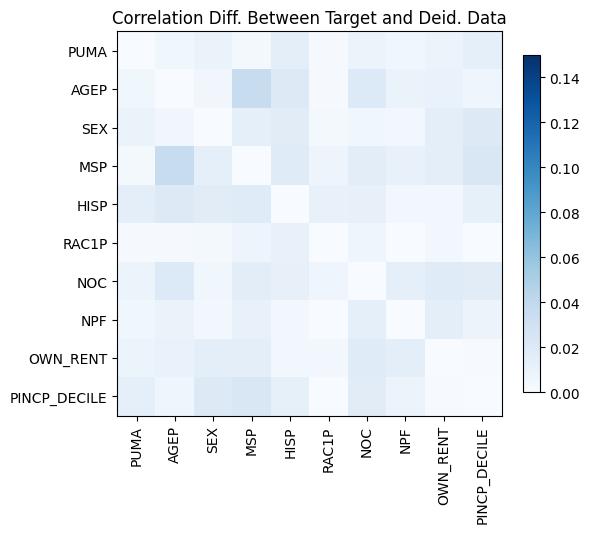 Correlation Diff. Between Target and Deid. Data
PUMA
AGEP
SEX
MSP
HISP
RAC1P
NOC
NPF
OWN_RENT
PINCP_DECILE
PUMA
AGEP
SEX
MSP
HISP
RAC1P
NOC
NPF
OWN_RENT
PINCP_DECILE
0.14
0.12
0.10
0.08
0.06
0.04
0.02
0.00